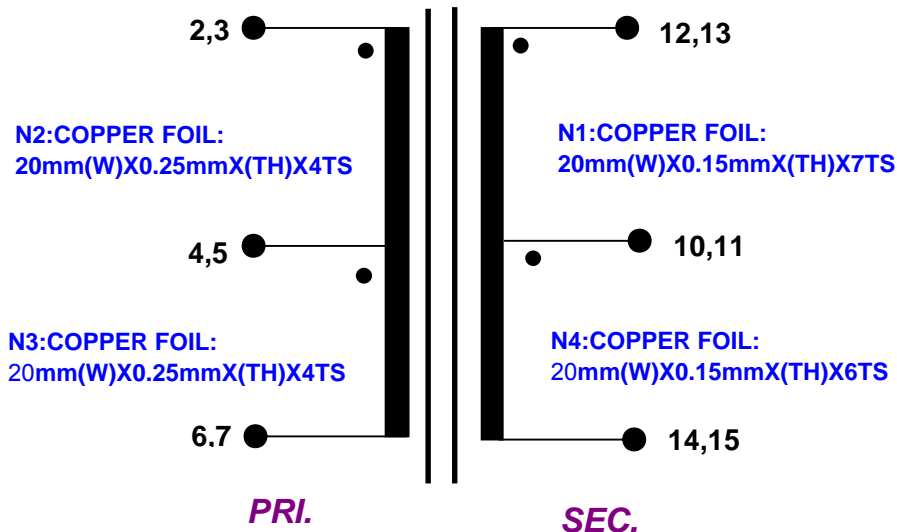 2,3
12,13
N2:COPPER FOIL:
20mm(W)X0.25mmX(TH)X4TS
N1:COPPER FOIL:
20mm(W)X0.15mmX(TH)X7TS
4,5
10,11
N3:COPPER FOIL:
20mm(W)X0.25mmX(TH)X4TS
N4:COPPER FOIL:
20mm(W)X0.15mmX(TH)X6TS
6,7
14,15
PRI.
SEC.